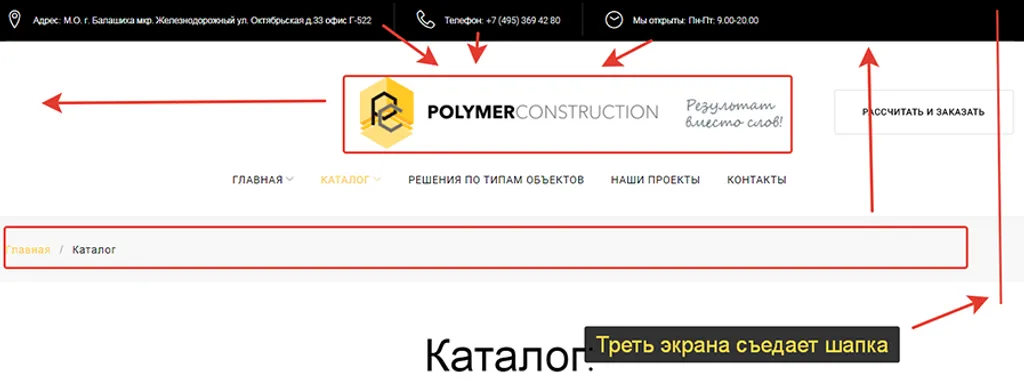 Адрес: М.О. г. Балашиха мкр. Железнодорожный ул. Октябрьская д.33 офис Г-522
Телефон: +7 (495) 369 42 80
Мы открыты: Пн-Пт: 9.00-20.00
PC
POLYMERCONSTRUCTION
Результат
вместо слов!
РАССЧИТАТЬ И ЗАКАЗАТЬ
ГЛАВНАЯ
КАТАЛОГ
РЕШЕНИЯ ПО ТИПАМ ОБЪЕКТОВ
НАШИ ПРОЕКТЫ
КОНТАКТЫ
Главная / Каталог
Каталог:
Треть экрана съедает шапка